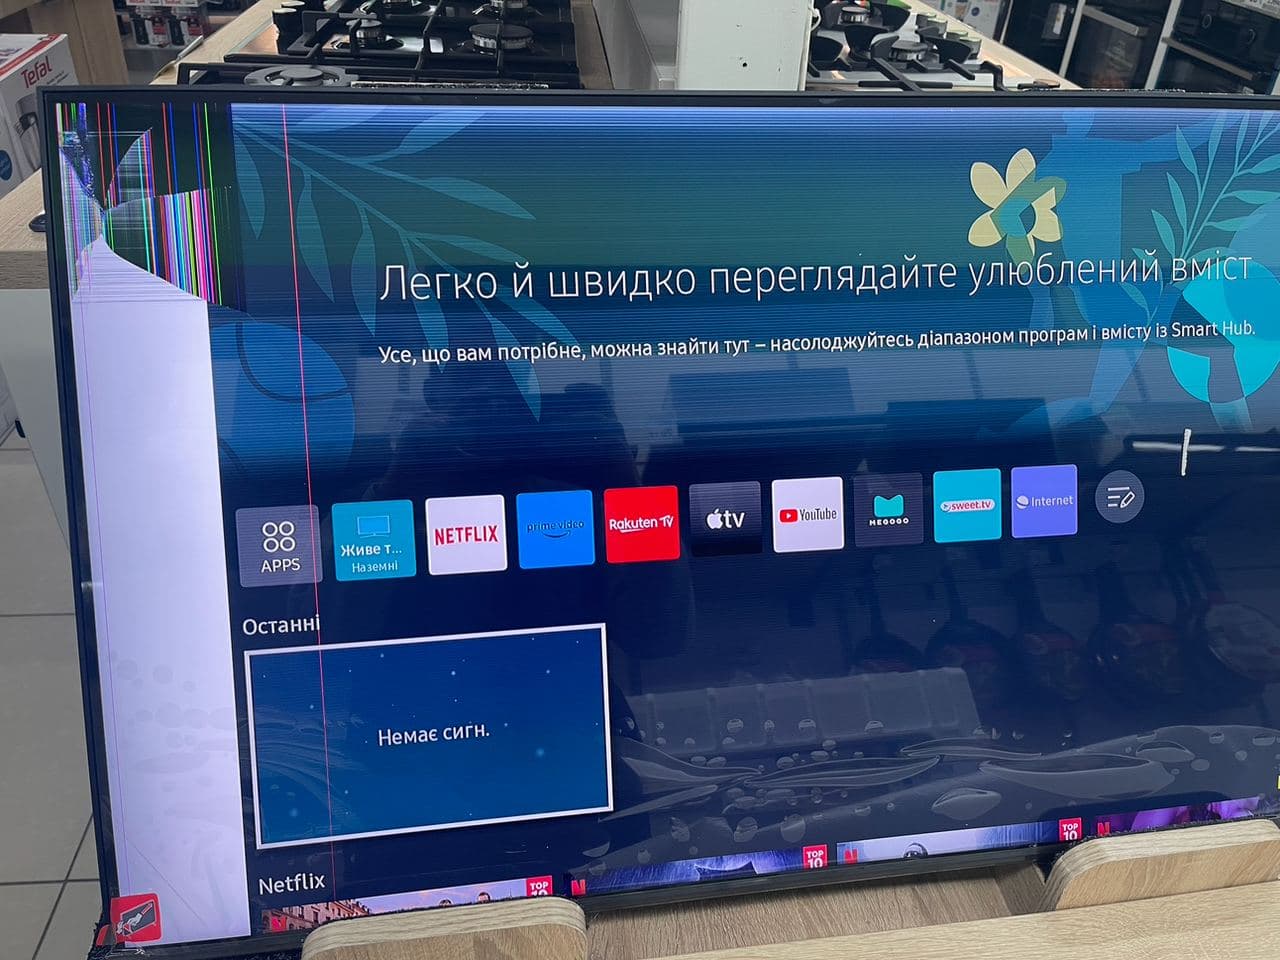 Tefal
Легко й швидко переглядайте улюблений вміст
Усе, що вам потрібне, можна знайти тут – насолоджуйтесь діапазоном програм і вмісту із Smart Hub.
APPS
Живе т...
Наземні
NETFLIX
prime video
Rakuten TV
tv
YouTube
MEGOGO
sweet.tv
Internet
Останні
Немає сигн.
Netflix
N
TOP
10
N
TOP
10
N
TOP
10
N